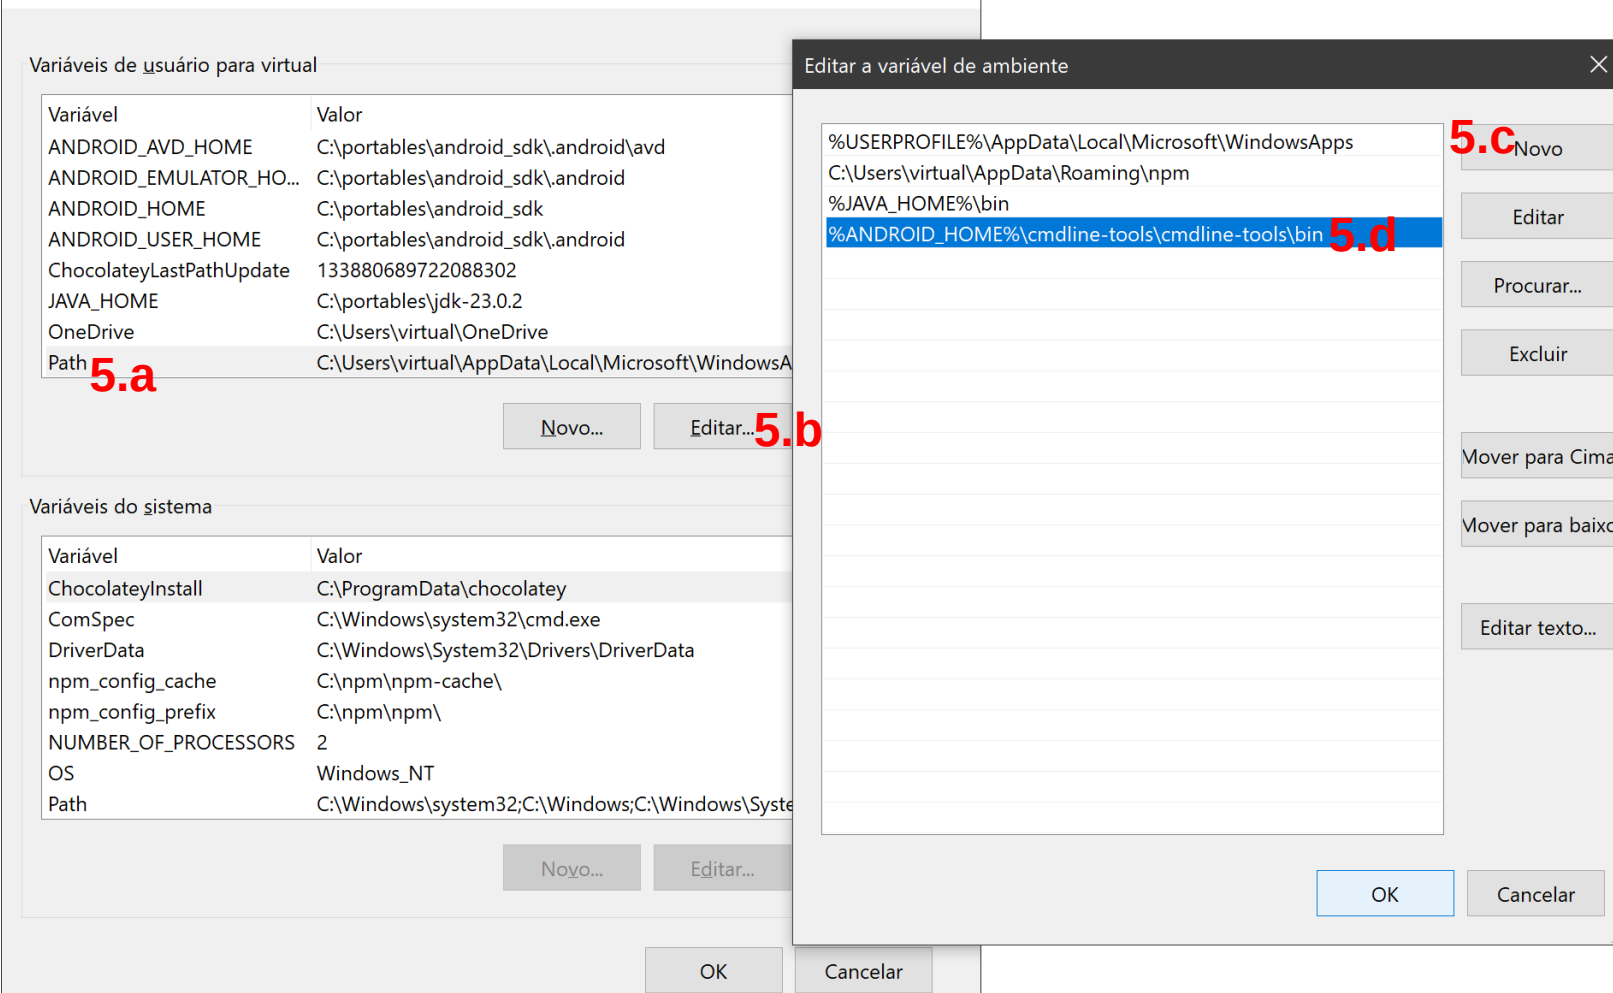 Variáveis de usuário para virtual
Variável Valor
ANDROID_AVD_HOME C:\portables\android_sdk\.android\avd
ANDROID_EMULATOR_HO... C:\portables\android_sdk\.android
ANDROID_HOME C:\portables\android_sdk
ANDROID_USER_HOME C:\portables\android_sdk\.android
ChocolateyLastPathUpdate 133880689722088302
JAVA_HOME C:\portables\jdk-23.0.2
OneDrive C:\Users\virtual\OneDrive
Path 5.a C:\Users\virtual\AppData\Local\Microsoft\WindowsA
Novo... Editar... 5.b
Variáveis do sistema
Variável Valor
ChocolateyInstall C:\ProgramData\chocolatey
ComSpec C:\Windows\system32\cmd.exe
DriverData C:\Windows\System32\Drivers\DriverData
npm_config_cache C:\npm\npm-cache\
npm_config_prefix C:\npm\npm\
NUMBER_OF_PROCESSORS 2
OS Windows_NT
Path C:\Windows\system32;C:\Windows;C:\Windows\Syste
Novo... Editar...
OK Cancelar
Editar a variável de ambiente
%USERPROFILE%\AppData\Local\Microsoft\WindowsApps
C:\Users\virtual\AppData\Roaming\npm
%JAVA_HOME%\bin
%ANDROID_HOME%\cmdline-tools\cmdline-tools\bin 5.d
5.c Novo
Editar
Procurar...
Excluir
Mover para Cima
Mover para baixo
Editar texto...
OK Cancelar